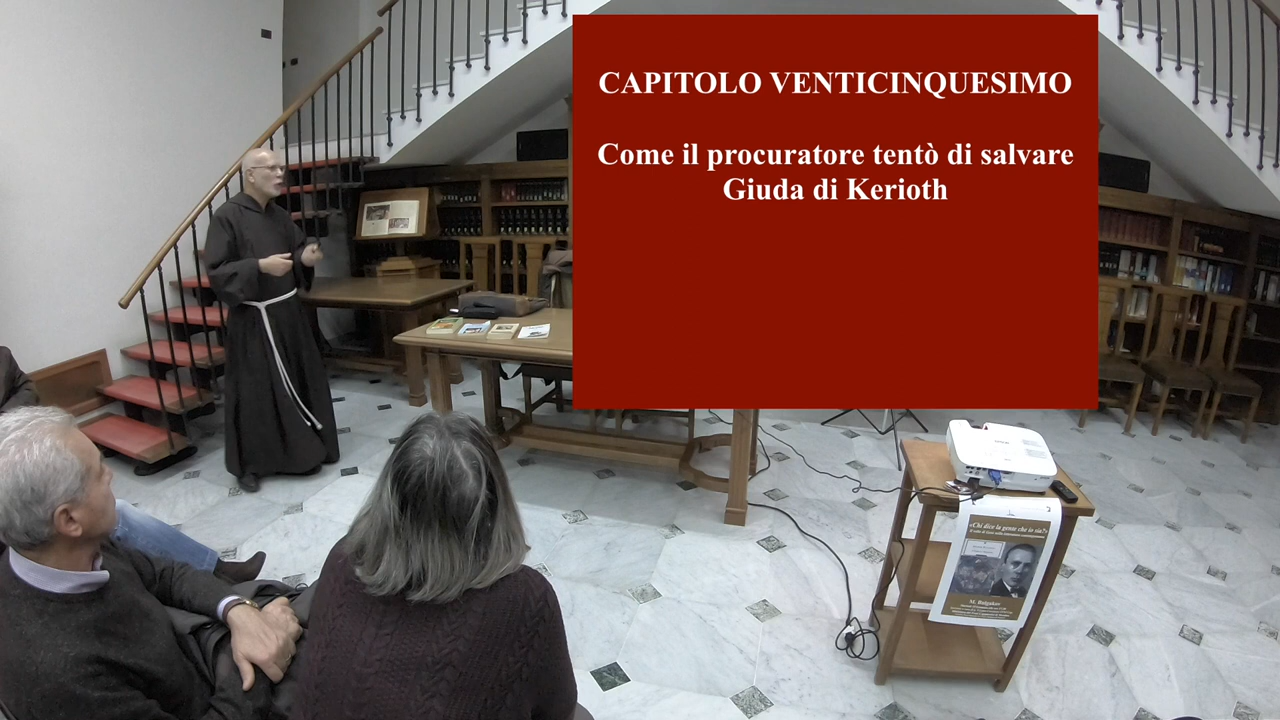 CAPITOLO VENTICINQUESIMO
Come il procuratore tentò di salvare
Giuda di Kerioth
«Chi dice la gente che io sia?»
M. Bulgakov